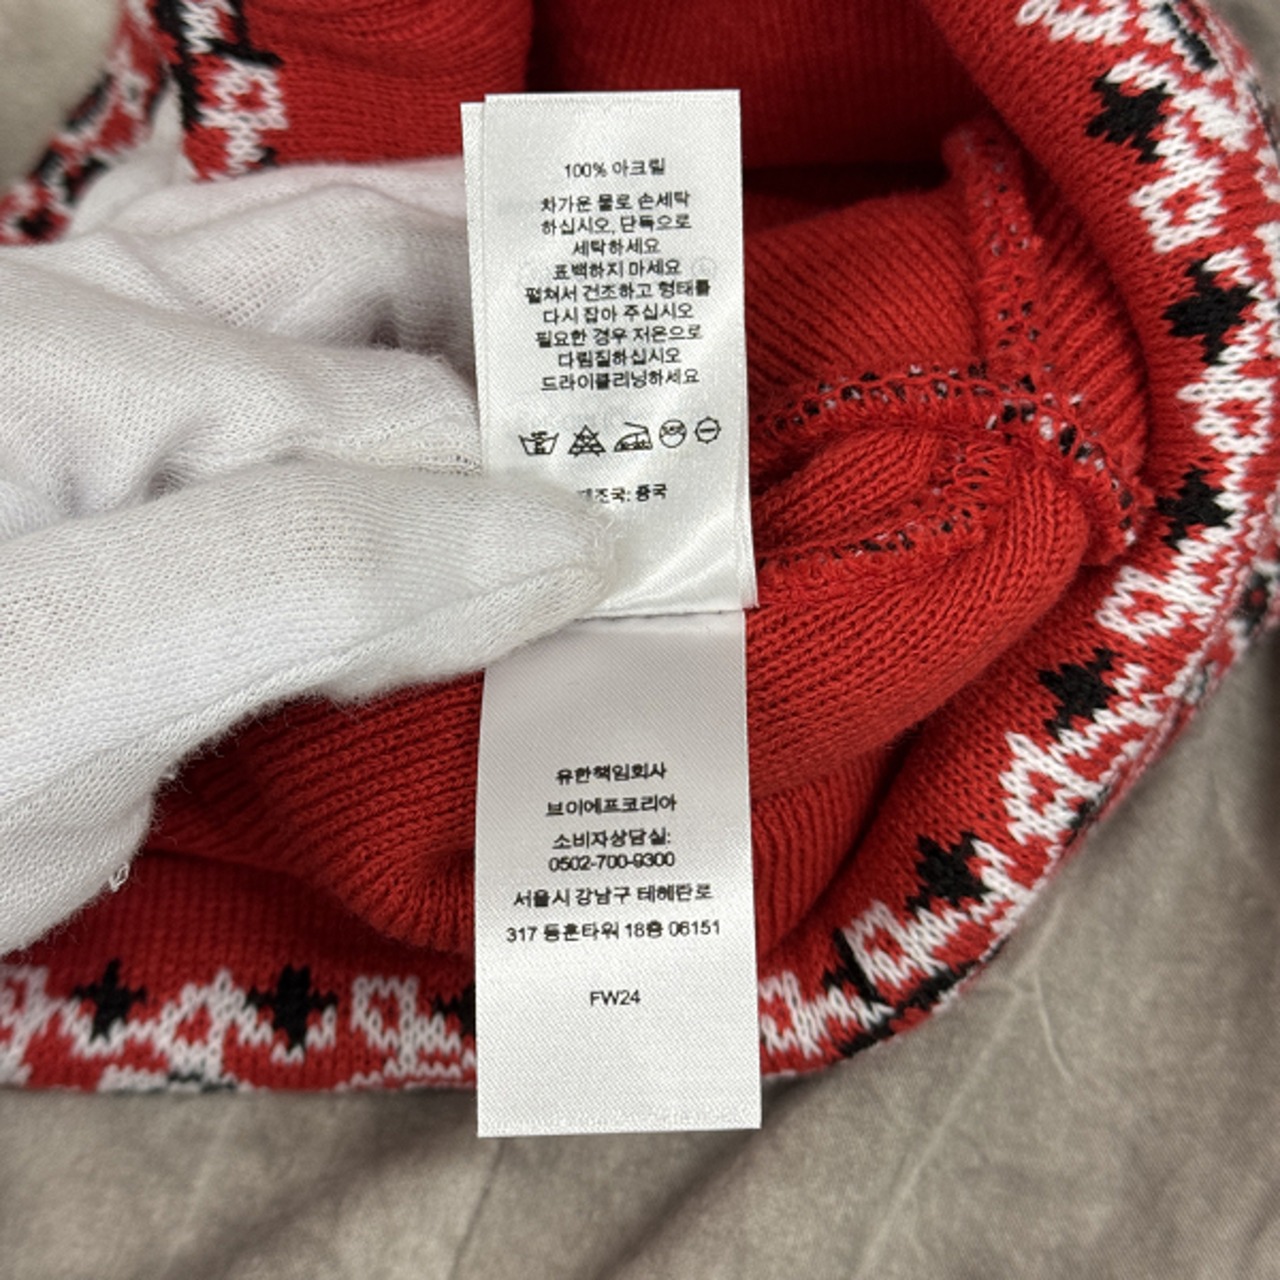 100% 아크릴
차가운 물로 손세탁
하십시오, 단독으로
세탁하세요
표백하지 마세요
펼쳐서 건조하고 형태를
다시 잡아 주십시오
필요한 경우 저온으로
다림질하십시오
드라이클리닝하세요
제조국: 중국
유한책임회사
브이에프코리아
소비자상담실:
0502-700-9300
서울시 강남구 테헤란로
317 동훈타워 18층 06151
FW24